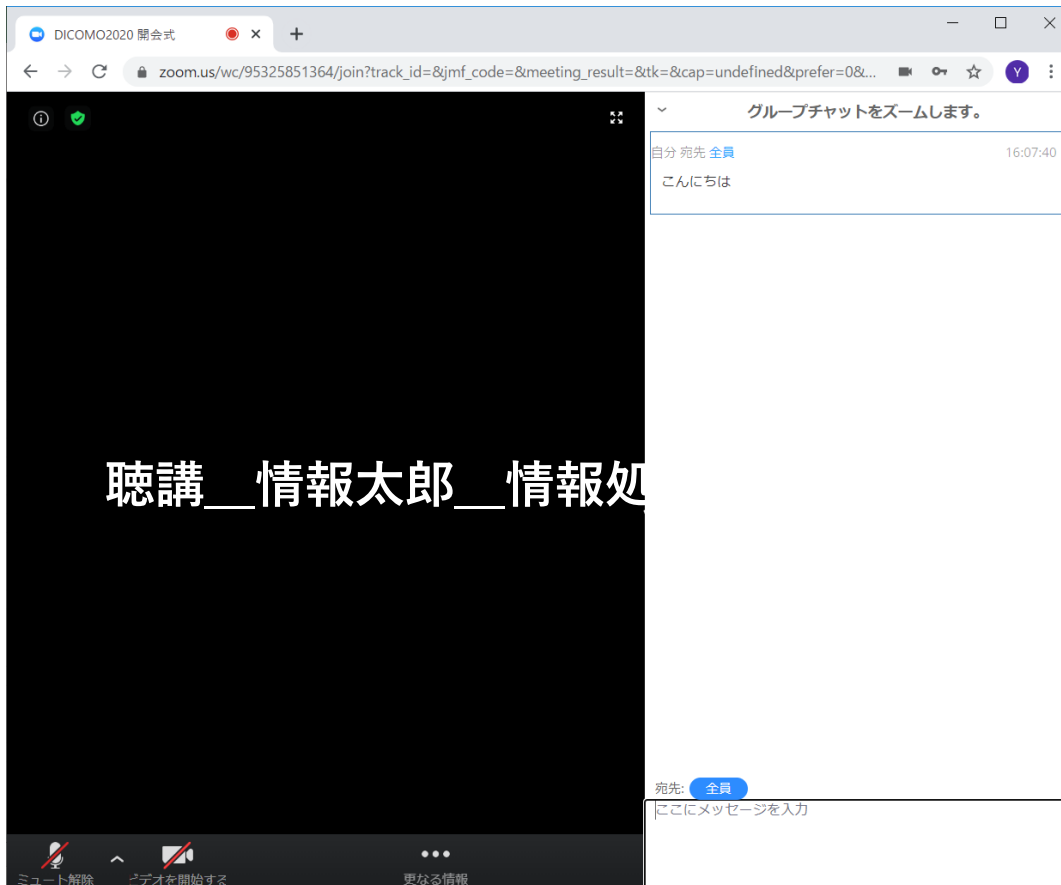 DICOMO2020 開会式
zoom.us/wc/95325851364/join?track_id=&jmf_code=&meeting_result=&tk=&cap=undefined&prefer=0&...
Y
グループチャットをズームします。
自分 宛先 全員 16:07:40
こんにちは
聴講__情報太郎__情報処
宛先: 全員
ここにメッセージを入力
ミュート解除 ビデオを開始する 更なる情報